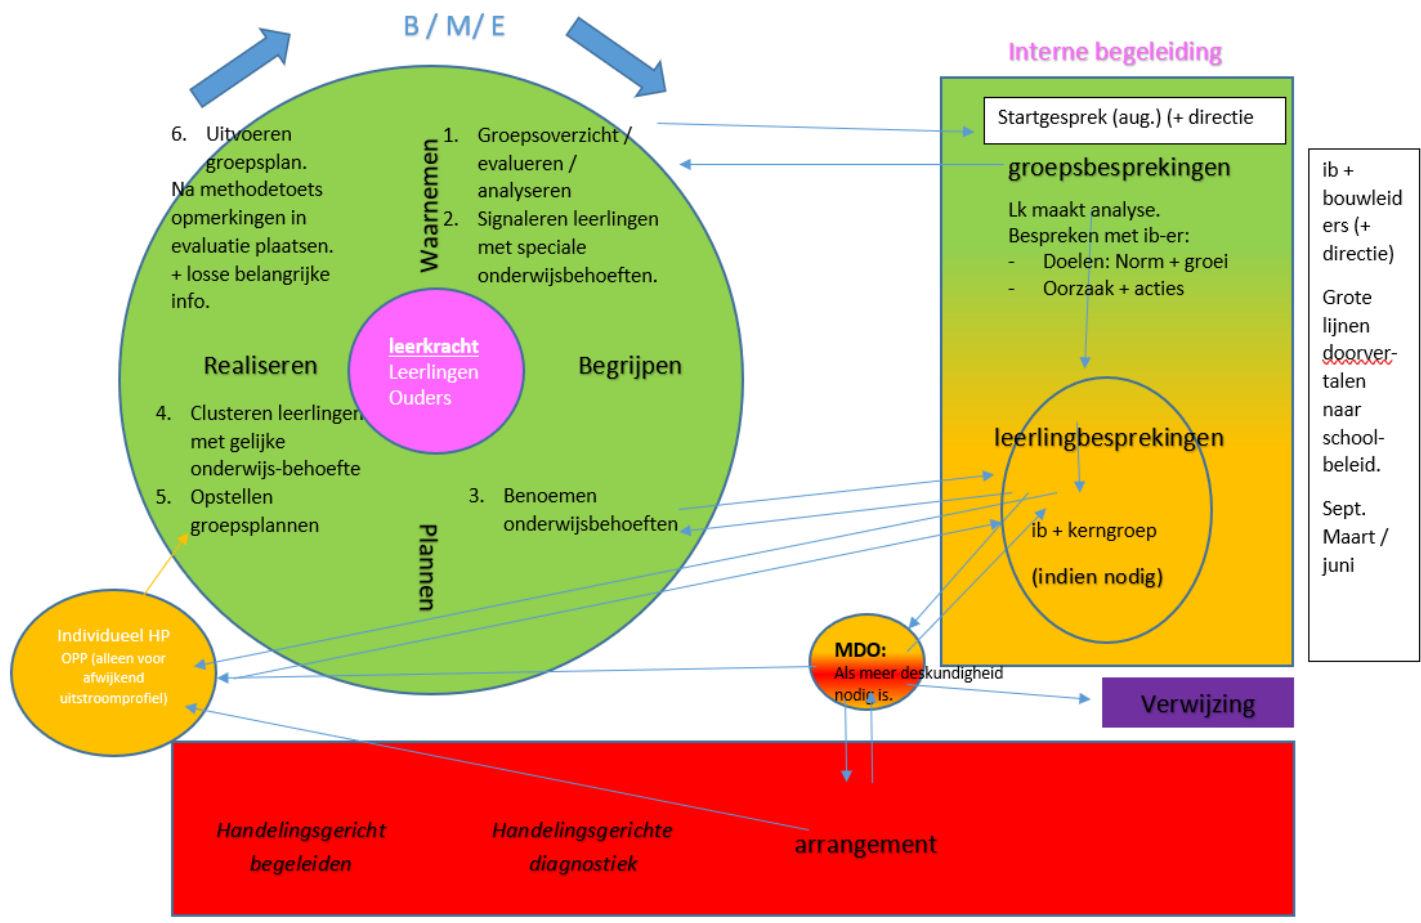 B / M/ E
6. Uitvoeren
groepsplan.
Na methodetoets
opmerkingen in
evaluatie plaatsen.
+ losse belangrijke
info.
Waarnemen
1. Groepsoverzicht /
evalueren /
analyseren
2. Signaleren leerlingen
met speciale
onderwijsbehoeften.
Realiseren
leerkracht
Leerlingen
Ouders
Begrijpen
4. Clusteren leerlingen
met gelijke
onderwijs-behoefte
5. Opstellen
groepsplannen
Plannen
3. Benoemen
onderwijsbehoeften
Individueel HP
OPP (alleen voor
afwijkend
uitstroomprofiel)
Interne begeleiding
Startgesprek (aug.) (+ directie
groepsbesprekingen
Lk maakt analyse.
Bespreken met ib-er:
- Doelen: Norm + groei
- Oorzaak + acties
leerlingbesprekingen
ib + kerngroep
(indien nodig)
ib +
bouwleid
ers (+
directie)
Grote
lijnen
doorver-
talen
naar
school-
beleid.
Sept.
Maart /
juni
MDO:
Als meer deskundigheid
nodig is.
Verwijzing
Handelingsgericht
begeleiden
Handelingsgerichte
diagnostiek
arrangement